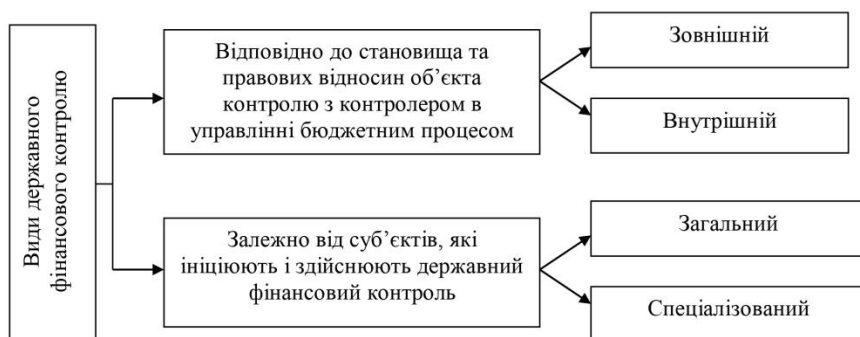 Види державного
фінансового контролю
Відповідно до становища та
правових відносин об’єкта
контролю з контролером в
управлінні бюджетним процесом
Зовнішній
Внутрішній
Залежно від суб’єктів, які
ініціюють і здійснюють державний
фінансовий контроль
Загальний
Спеціалізований